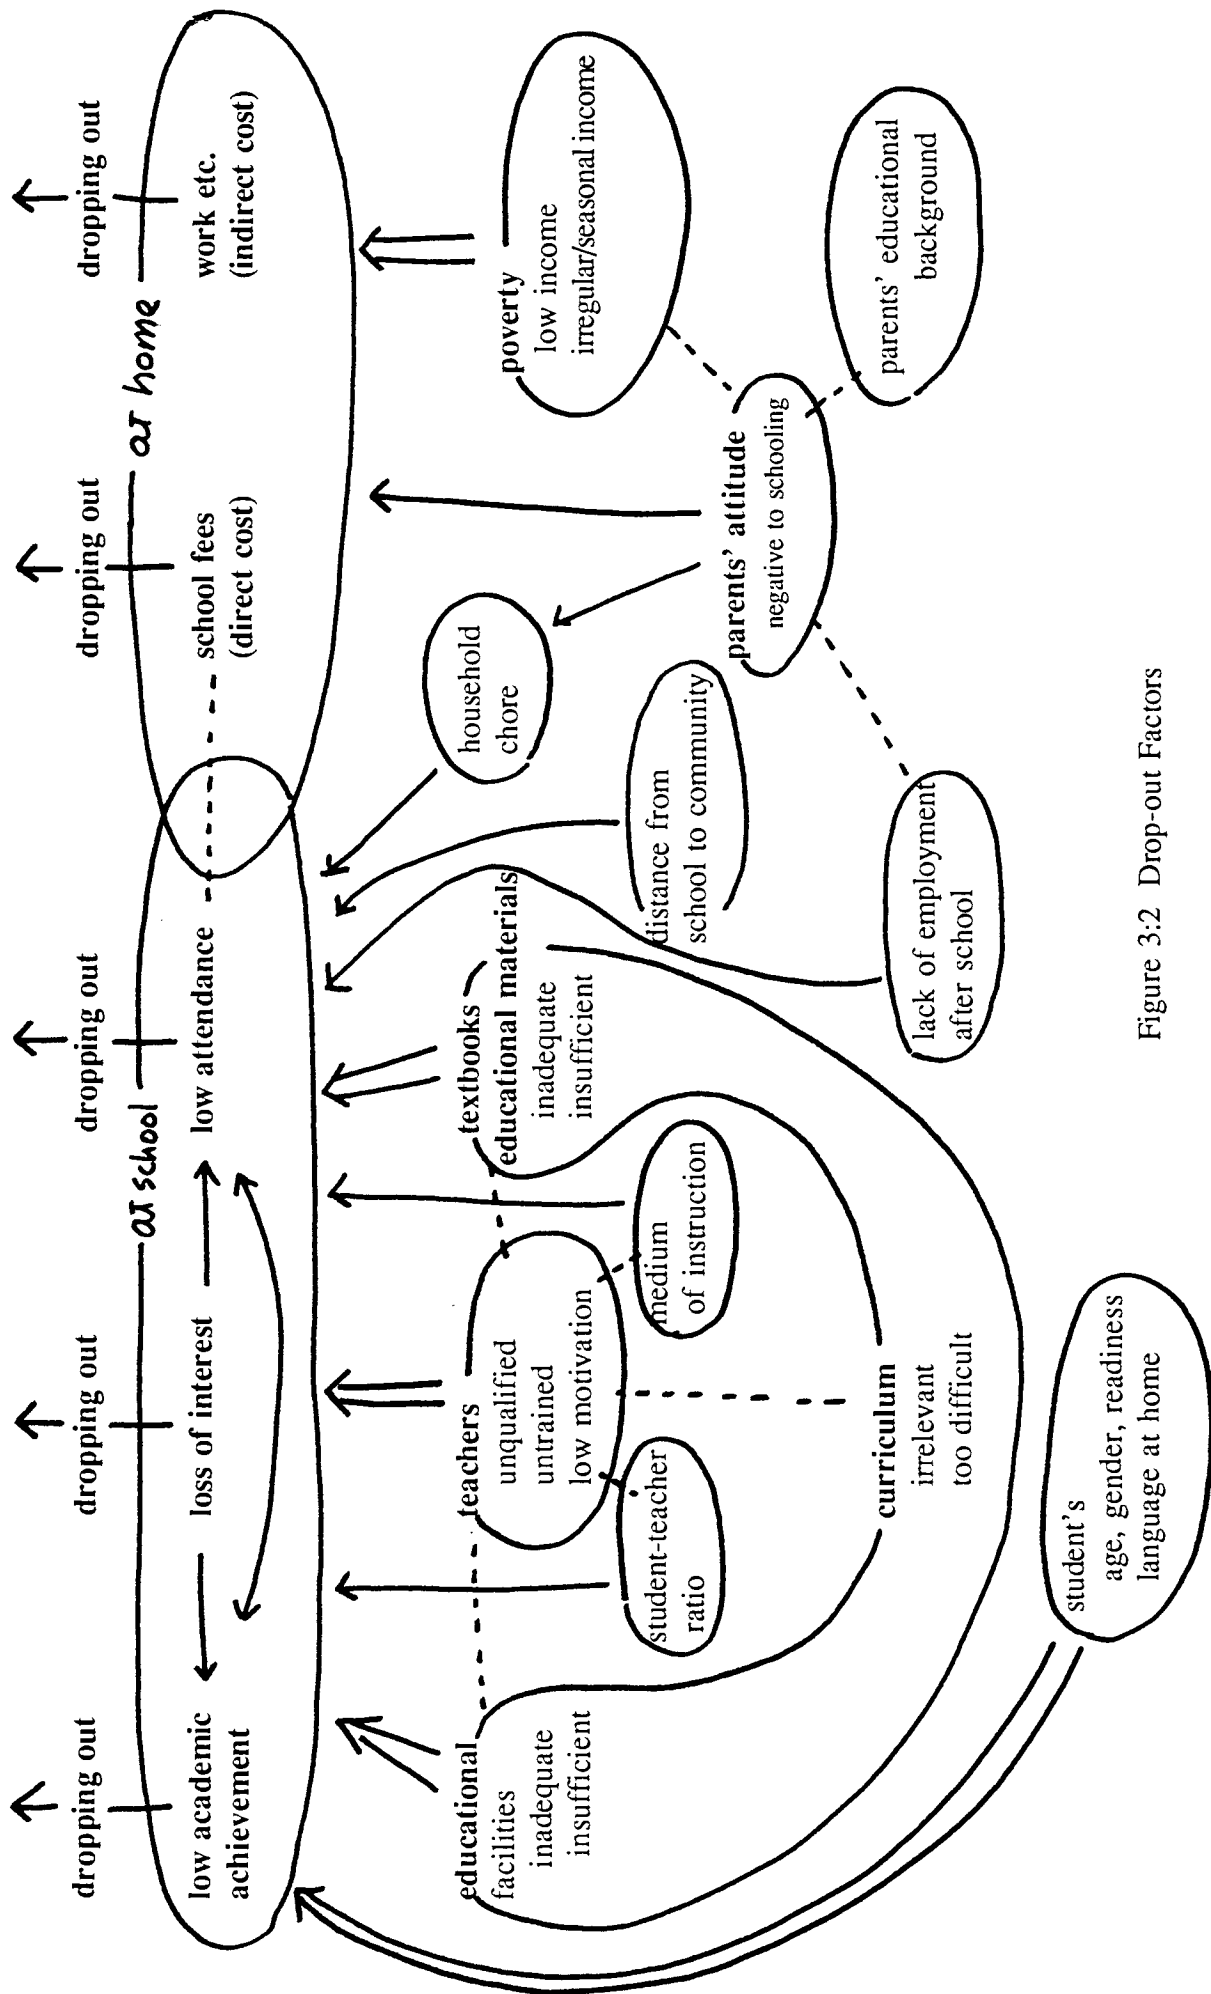 dropping out
dropping out
dropping out
dropping out
dropping out
at school
at home
low academic
achievement
loss of interest
low attendance
school fees
(direct cost)
work etc.
(indirect cost)
educational
facilities
inadequate
insufficient
teachers
unqualified
untrained
low motivation
textbooks
educational materials
inadequate
insufficient
household
chore
poverty
low income
irregular/seasonal income
student-teacher
ratio
medium
of instruction
distance from
school to community
parents' attitude
negative to schooling
curriculum
irrelevant
too difficult
lack of employment
after school
parents' educational
background
student's
age, gender, readiness
language at home
Figure 3:2 Drop-out Factors